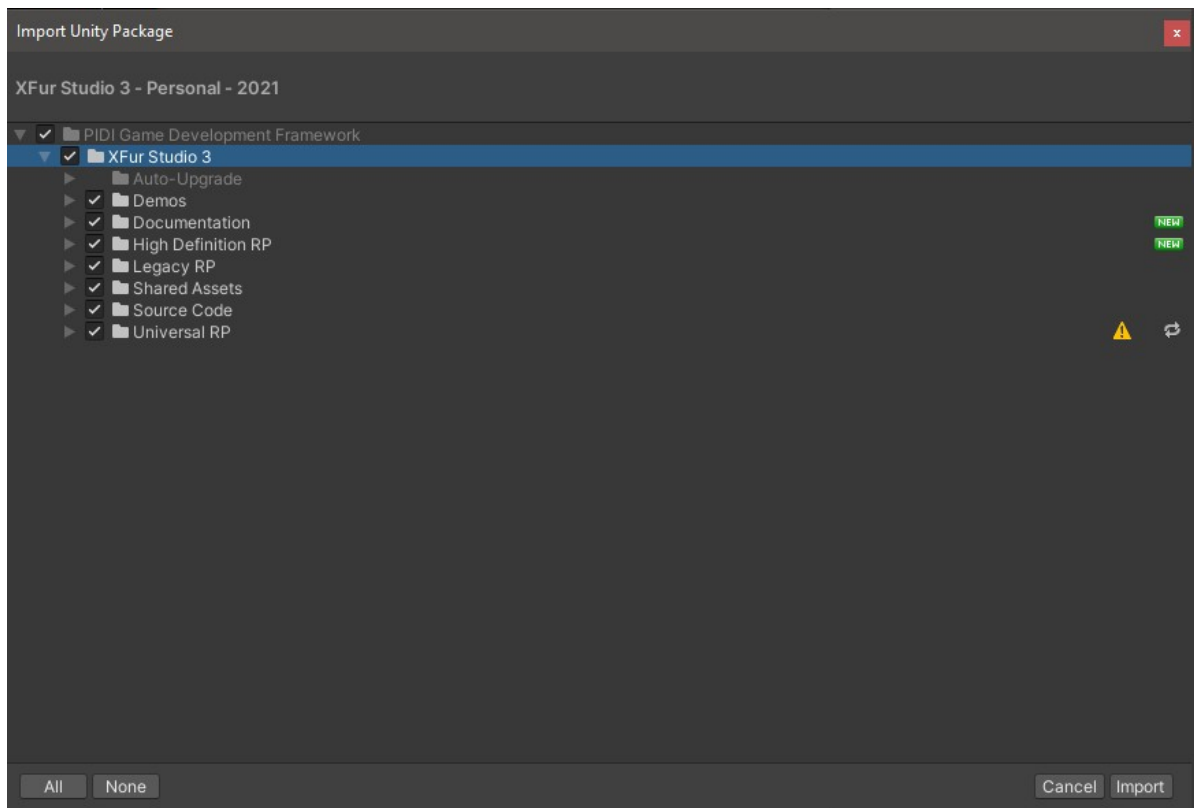 Import Unity Package
x
XFur Studio 3 - Personal - 2021
PIDI Game Development Framework
XFur Studio 3
Auto-Upgrade
Demos
Documentation NEW
High Definition RP NEW
Legacy RP
Shared Assets
Source Code
Universal RP
All None Cancel Import